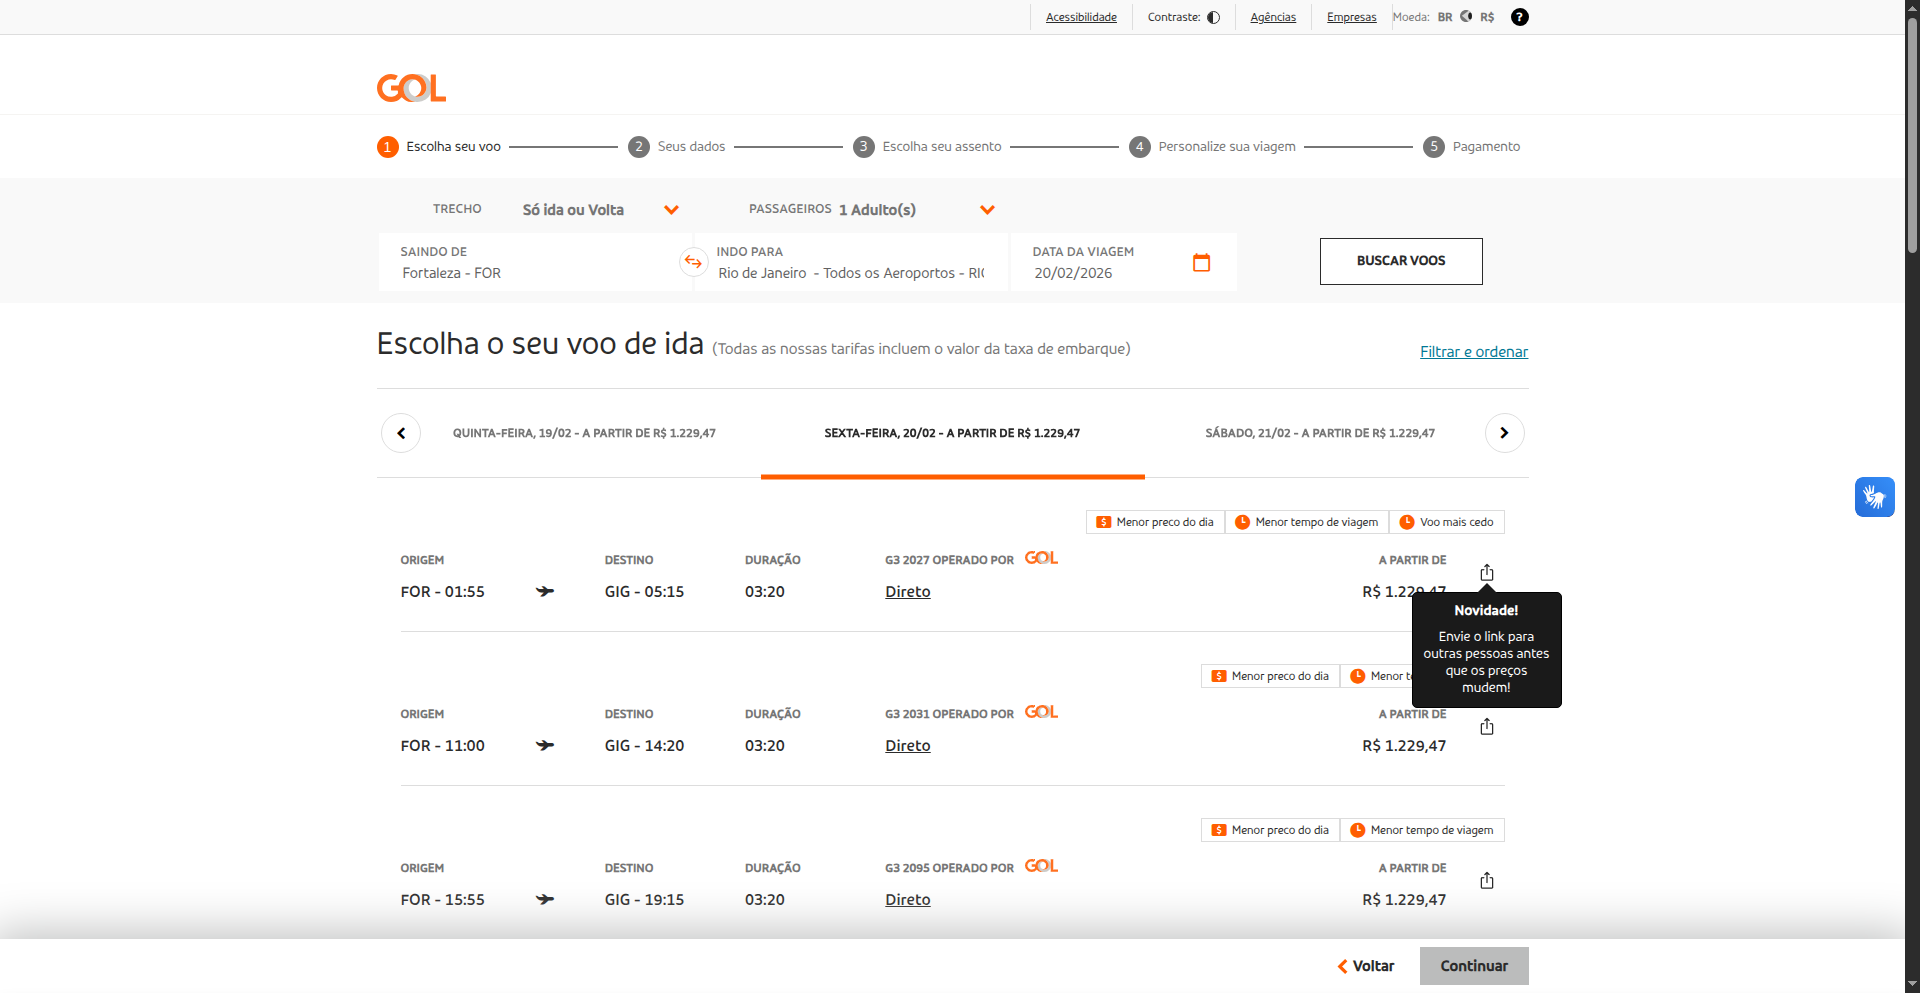 Acessibilidade
Contraste:
Agências
Empresas
Moeda: BR R$ ?
GOL
1 Escolha seu voo
2 Seus dados
3 Escolha seu assento
4 Personalize sua viagem
5 Pagamento
TRECHO Só ida ou Volta
PASSAGEIROS 1 Adulto(s)
SAINDO DE
Fortaleza - FOR
INDO PARA
Rio de Janeiro - Todos os Aeroportos - RI
DATA DA VIAGEM
20/02/2026
BUSCAR VOOS
Escolha o seu voo de ida (Todas as nossas tarifas incluem o valor da taxa de embarque)
Filtrar e ordenar
QUINTA-FEIRA, 19/02 - A PARTIR DE R$ 1.229,47
SEXTA-FEIRA, 20/02 - A PARTIR DE R$ 1.229,47
SÁBADO, 21/02 - A PARTIR DE R$ 1.229,47
Menor preco do dia Menor tempo de viagem Voo mais cedo
ORIGEM DESTINO DURAÇÃO G3 2027 OPERADO POR GOL A PARTIR DE
FOR - 01:55 GIG - 05:15 03:20 Direto R$ 1.229,47
Novidade!
Envie o link para
outras pessoas antes
que os preços
mudem!
Menor preco do dia Menor t
ORIGEM DESTINO DURAÇÃO G3 2031 OPERADO POR GOL A PARTIR DE
FOR - 11:00 GIG - 14:20 03:20 Direto R$ 1.229,47
Menor preco do dia Menor tempo de viagem
ORIGEM DESTINO DURAÇÃO G3 2095 OPERADO POR GOL A PARTIR DE
FOR - 15:55 GIG - 19:15 03:20 Direto R$ 1.229,47
Voltar
Continuar